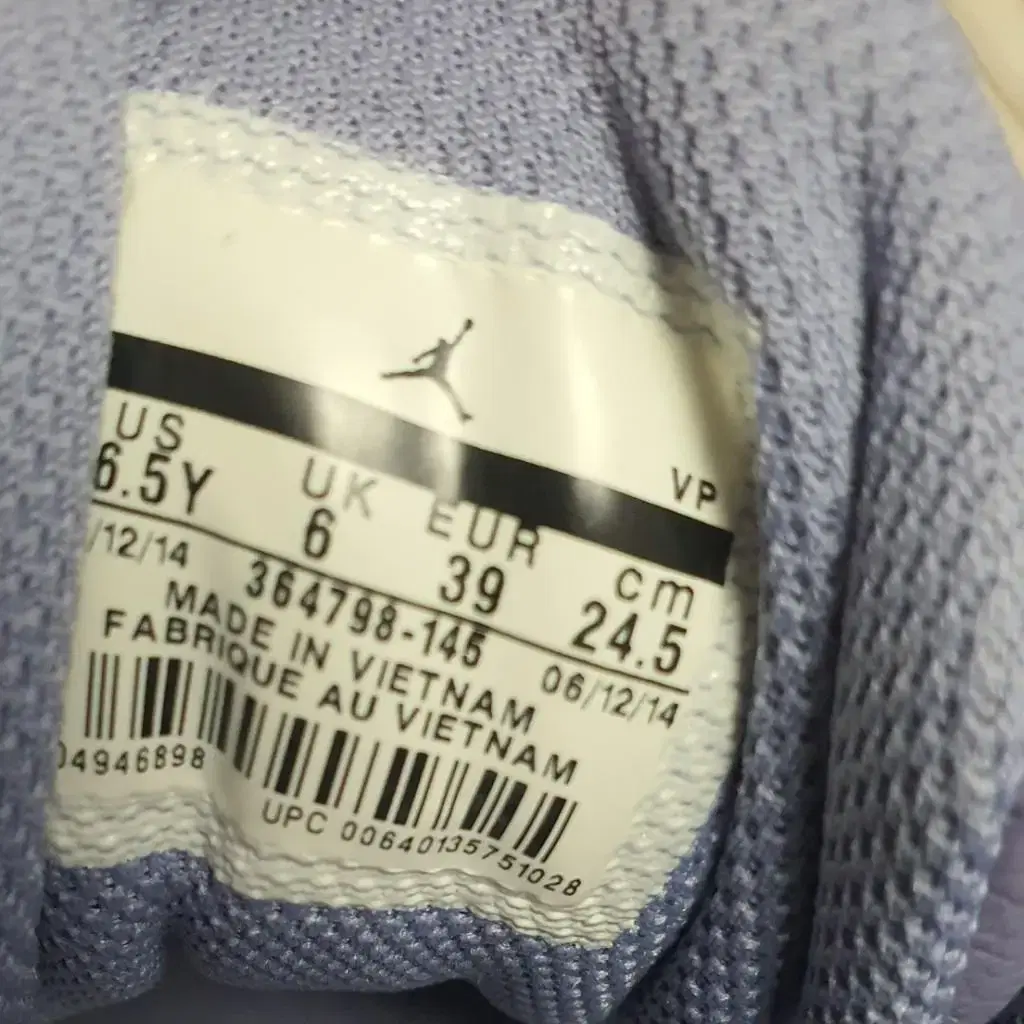 VP
US UK EUR cm
6.5Y 6 39 24.5
/12/14 364798-145 06/12/14
MADE IN VIETNAM
FABRIQUE AU VIETNAM
04946898
UPC 00640135751028